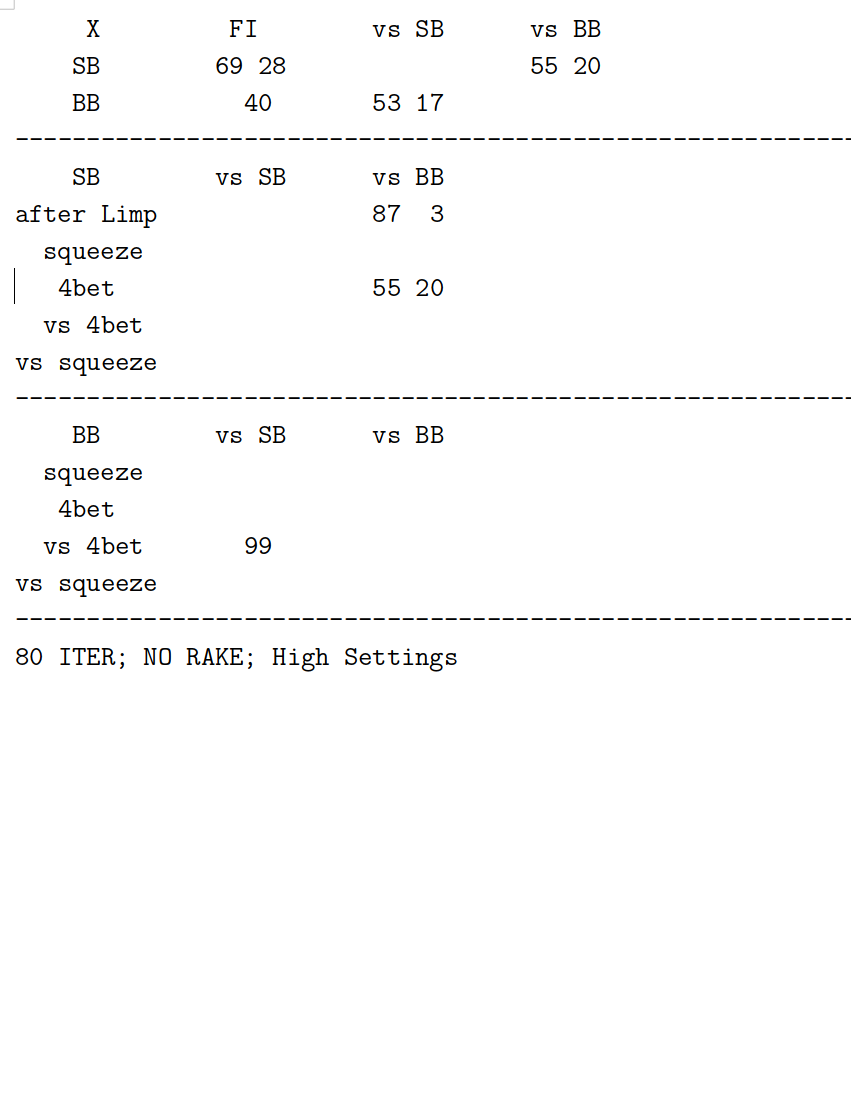 X FI vs SB vs BB
SB 69 28 55 20
BB 40 53 17
-----------------------------------------------------------
SB vs SB vs BB
after Limp 87 3
squeeze
4bet 55 20
vs 4bet
vs squeeze
-----------------------------------------------------------
BB vs SB vs BB
squeeze
4bet
vs 4bet 99
vs squeeze
-----------------------------------------------------------
80 ITER; NO RAKE; High Settings